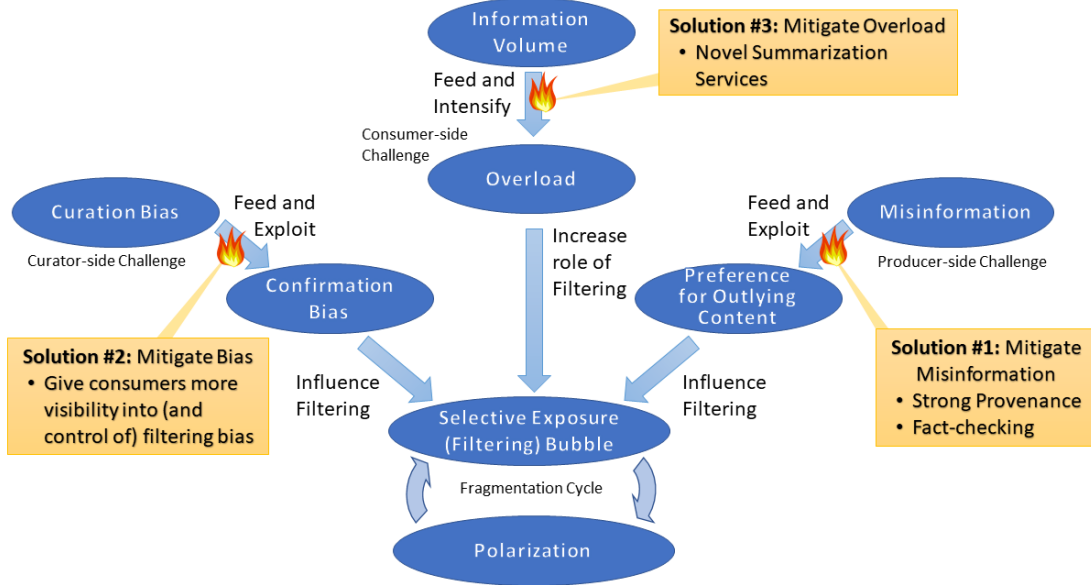 Information
Volume
Solution #3: Mitigate Overload
• Novel Summarization
Services
Feed and
Intensify
Consumer-side
Challenge
Overload
Curation Bias
Feed and
Exploit
Curator-side Challenge
Feed and
Exploit
Misinformation
Producer-side Challenge
Increase
role of
Filtering
Confirmation
Bias
Preference
for Outlying
Content
Solution #2: Mitigate Bias
• Give consumers more
visibility into (and
control of) filtering bias
Solution #1: Mitigate
Misinformation
• Strong Provenance
• Fact-checking
Influence
Filtering
Influence
Filtering
Selective Exposure
(Filtering) Bubble
Fragmentation Cycle
Polarization